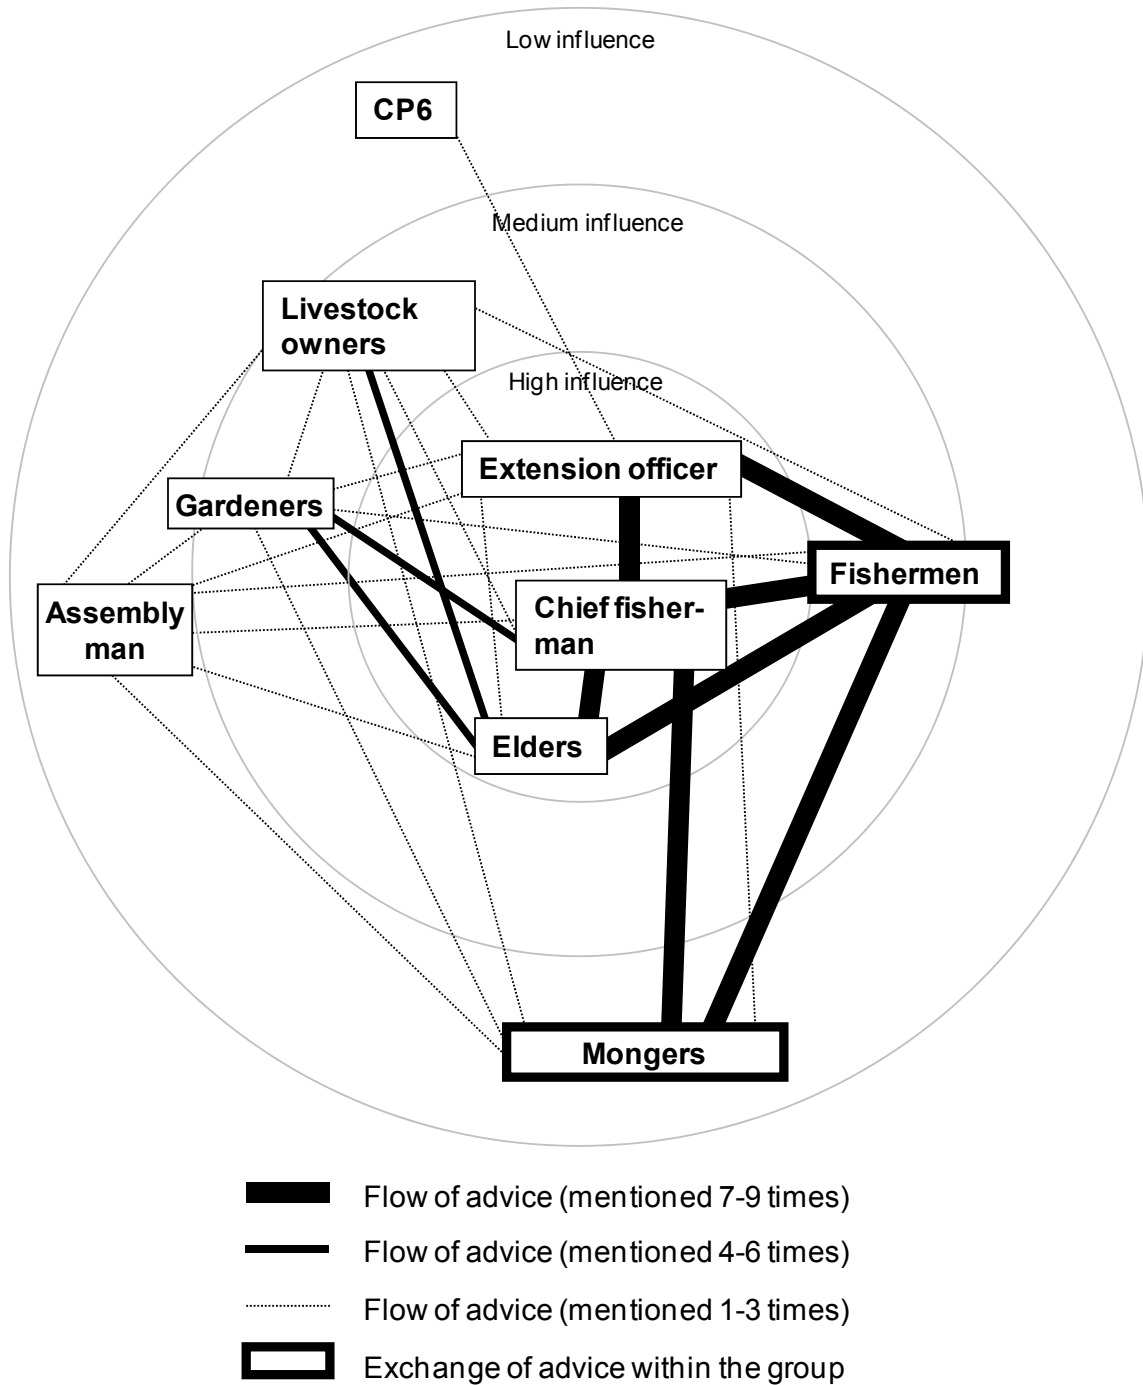 Low influence
CP6
Medium influence
Livestock
owners
High influence
Extension officer
Gardeners
Fishermen
Assembly
man
Chief fisher-
man
Elders
Mongers
Flow of advice (mentioned 7-9 times)
Flow of advice (mentioned 4-6 times)
Flow of advice (mentioned 1-3 times)
Exchange of advice within the group